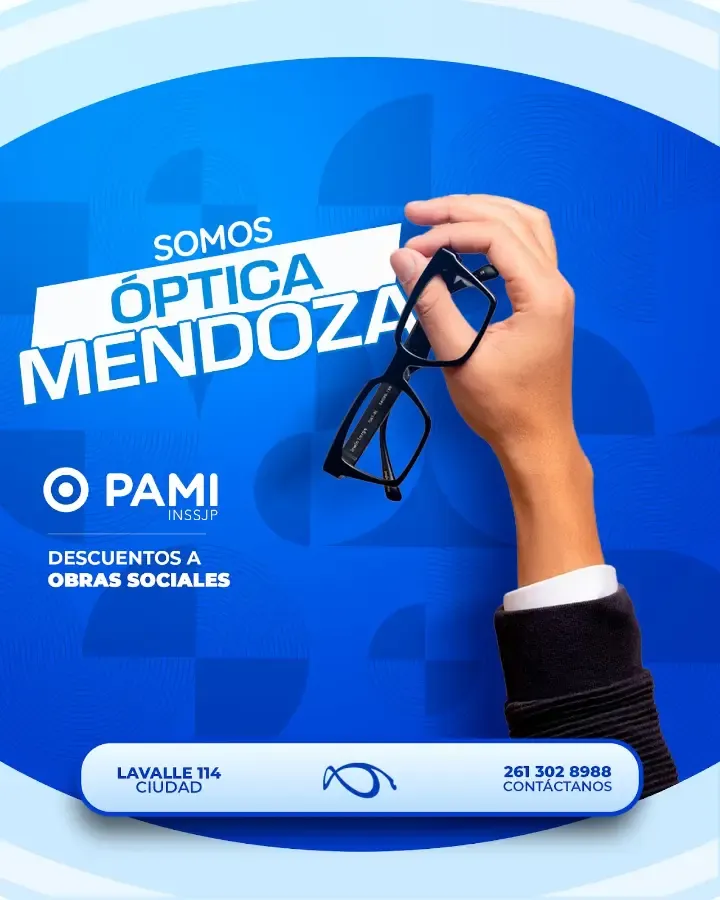 SOMOS
ÓPTICA
MENDOZA
PAMI
INSSJP
DESCUENTOS A
OBRAS SOCIALES
LAVALLE 114
CIUDAD
261 302 8988
CONTÁCTANOS